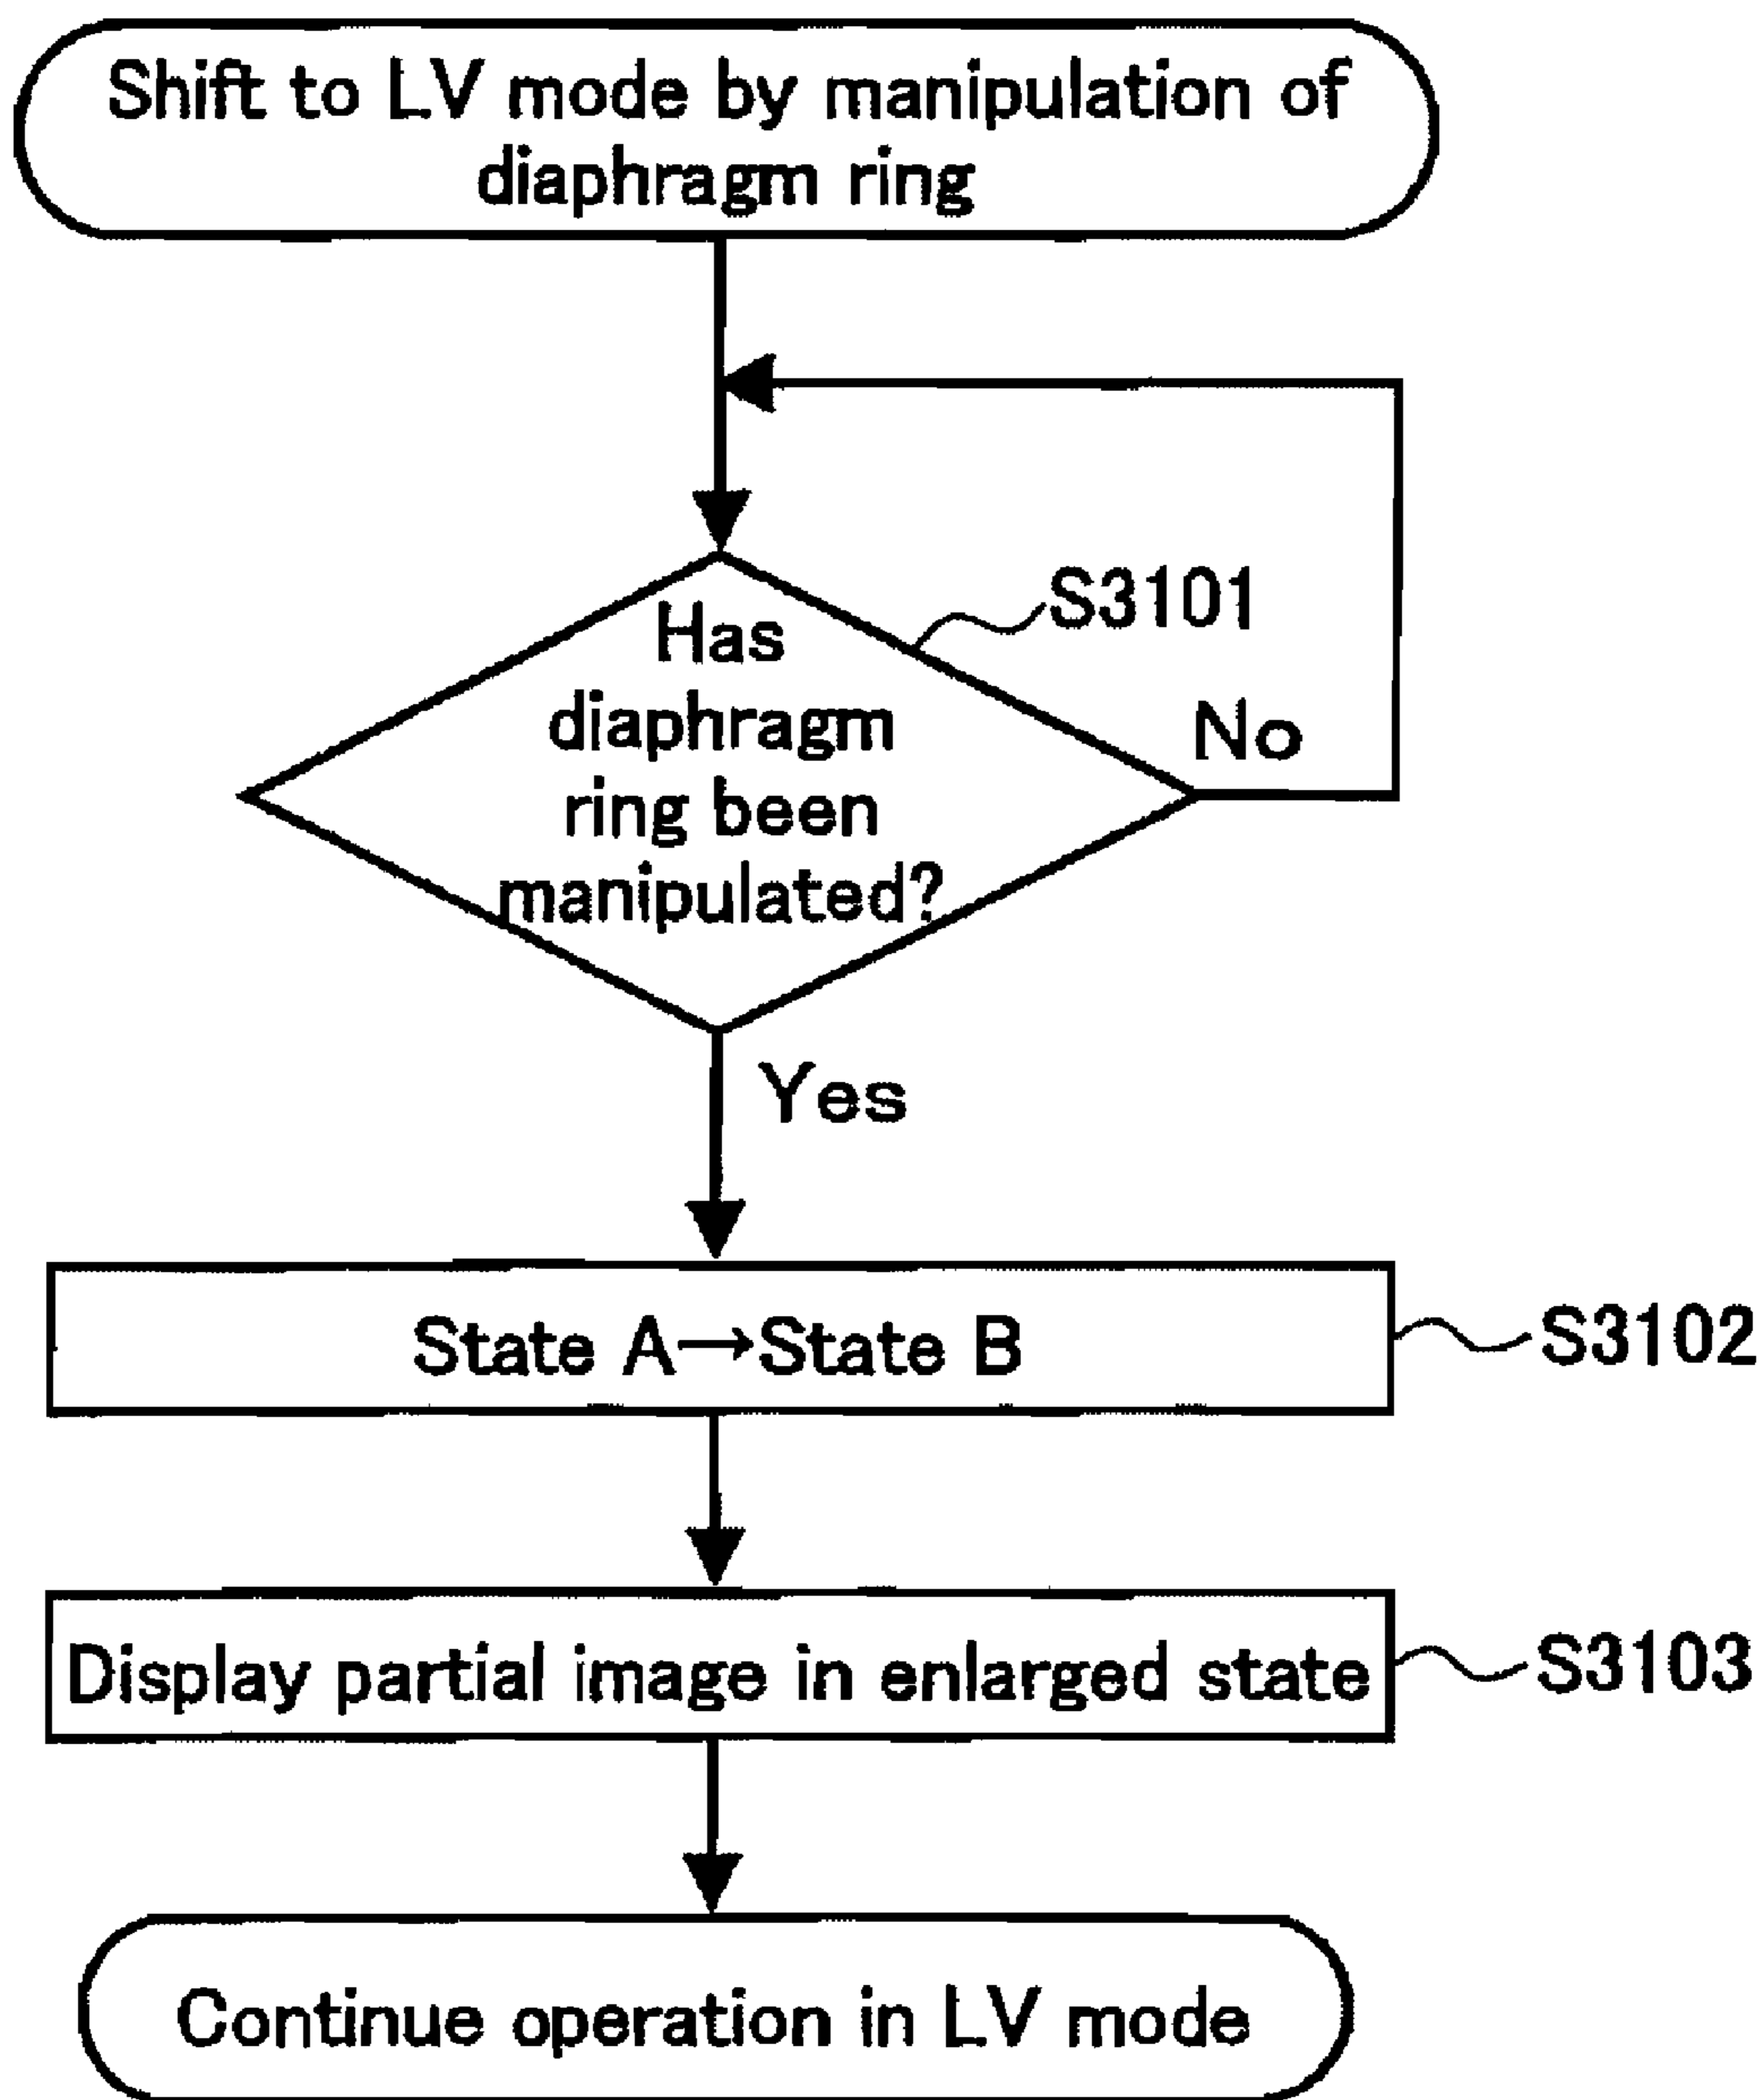 Shift to LV mode by manipulation of
diaphragm ring
S3101
Has
diaphragm
ring been
manipulated?
No
Yes
State A→State B
S3102
Display partial image in enlarged state
S3103
Continue operation in LV mode